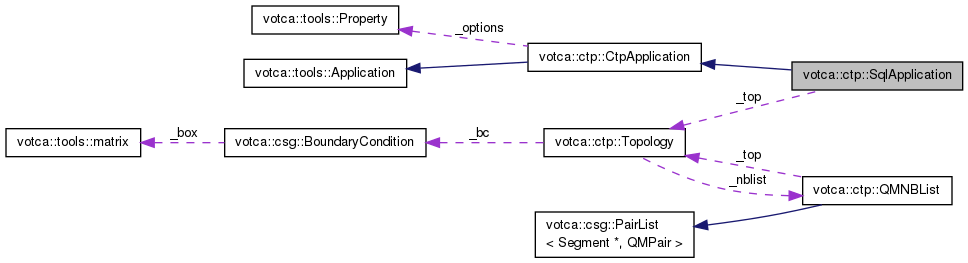 votca::tools::Property
_options
votca::ctp::CtpApplication
votca::tools::Application
votca::ctp::SqlApplication
_top
votca::tools::matrix
_box
votca::csg::BoundaryCondition
_bc
votca::ctp::Topology
_top
_nblist
votca::ctp::QMNBList
votca::csg::PairList
< Segment *, QMPair >